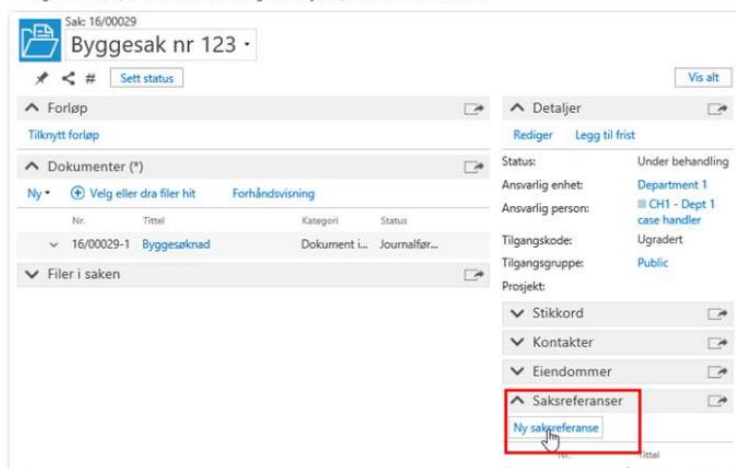 Sak: 16/00029
Byggesak nr 123
#
Sett status
Vis alt
Forløp
Tilknytt forløp
Dokumenter (*)
Ny
Velg eller dra filer hit
Forhåndsvisning
Nr. Tittel Kategori Status
16/00029-1 Byggesøknad Dokument i... Journalfør...
Filer i saken
Detaljer
Rediger Legg til frist
Status: Under behandling
Ansvarlig enhet: Department 1
Ansvarlig person: CH1 - Dept 1
case handler
Tilgangskode: Ugradert
Tilgangsgruppe: Public
Prosjekt:
Stikkord
Kontakter
Eiendommer
Saksreferanser
Ny saksreferanse
Nr. Tittel